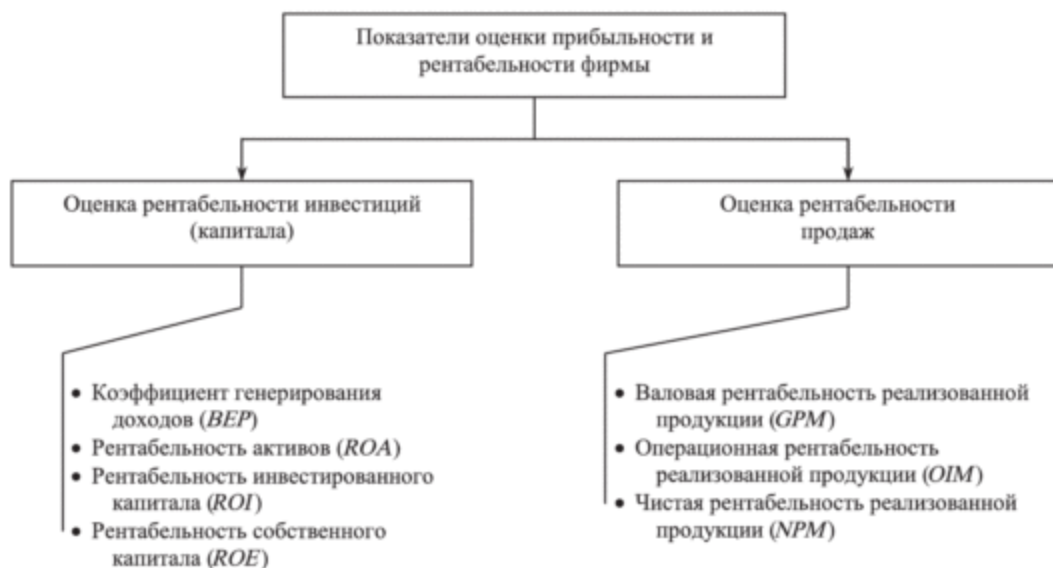 Показатели оценки прибыльности и
рентабельности фирмы
Оценка рентабельности инвестиций
(капитала)
Оценка рентабельности
продаж
• Коэффициент генерирования
доходов (BEP)
• Рентабельность активов (ROA)
• Рентабельность инвестированного
капитала (ROI)
• Рентабельность собственного
капитала (ROE)
• Валовая рентабельность реализованной
продукции (GPM)
• Операционная рентабельность
реализованной продукции (OIM)
• Чистая рентабельность реализованной
продукции (NPM)